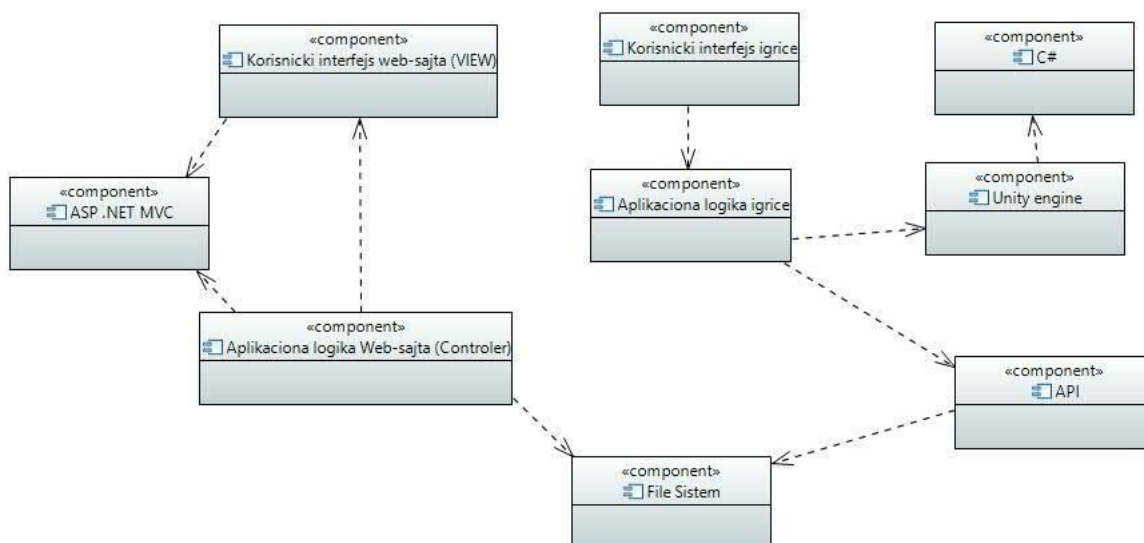 «component»
Korisnicki interfejs web-sajta (VIEW)
«component»
Korisnicki interfejs igrice
«component»
C#
«component»
ASP .NET MVC
«component»
Aplikaciona logika igrice
«component»
Unity engine
«component»
Aplikaciona logika Web-sajta (Controler)
«component»
API
«component»
File Sistem